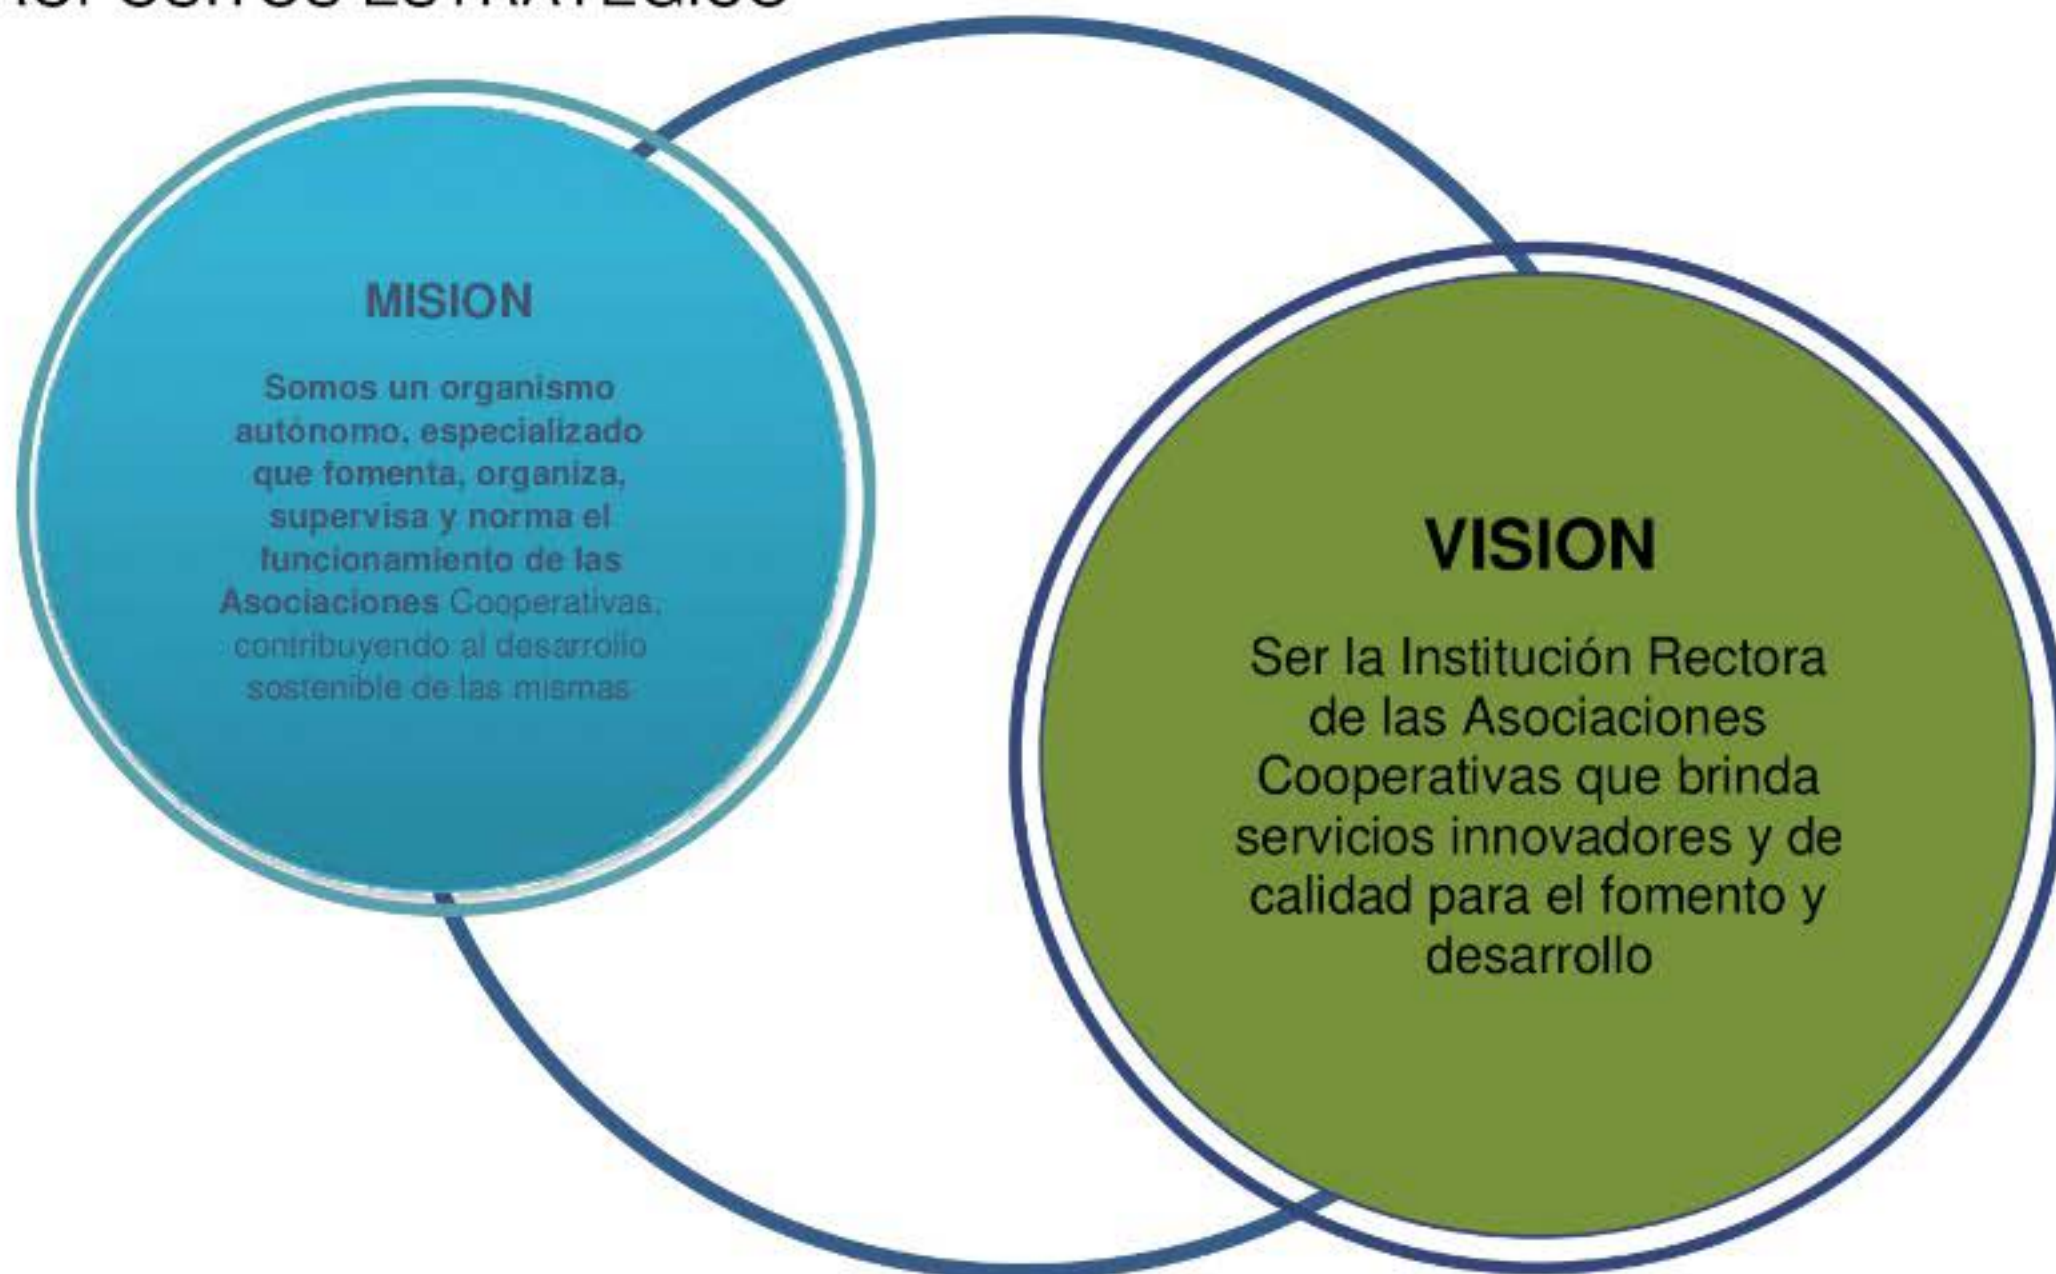 ESTRATEGICO
MISION
Somos un organismo
autónomo, especializado
que fomenta, organiza,
supervisa y norma el
funcionamiento de las
Asociaciones Cooperativas,
contribuyendo al desarrollo
sostenible de las mismas
VISION
Ser la Institución Rectora
de las Asociaciones
Cooperativas que brinda
servicios innovadores y de
calidad para el fomento y
desarrollo